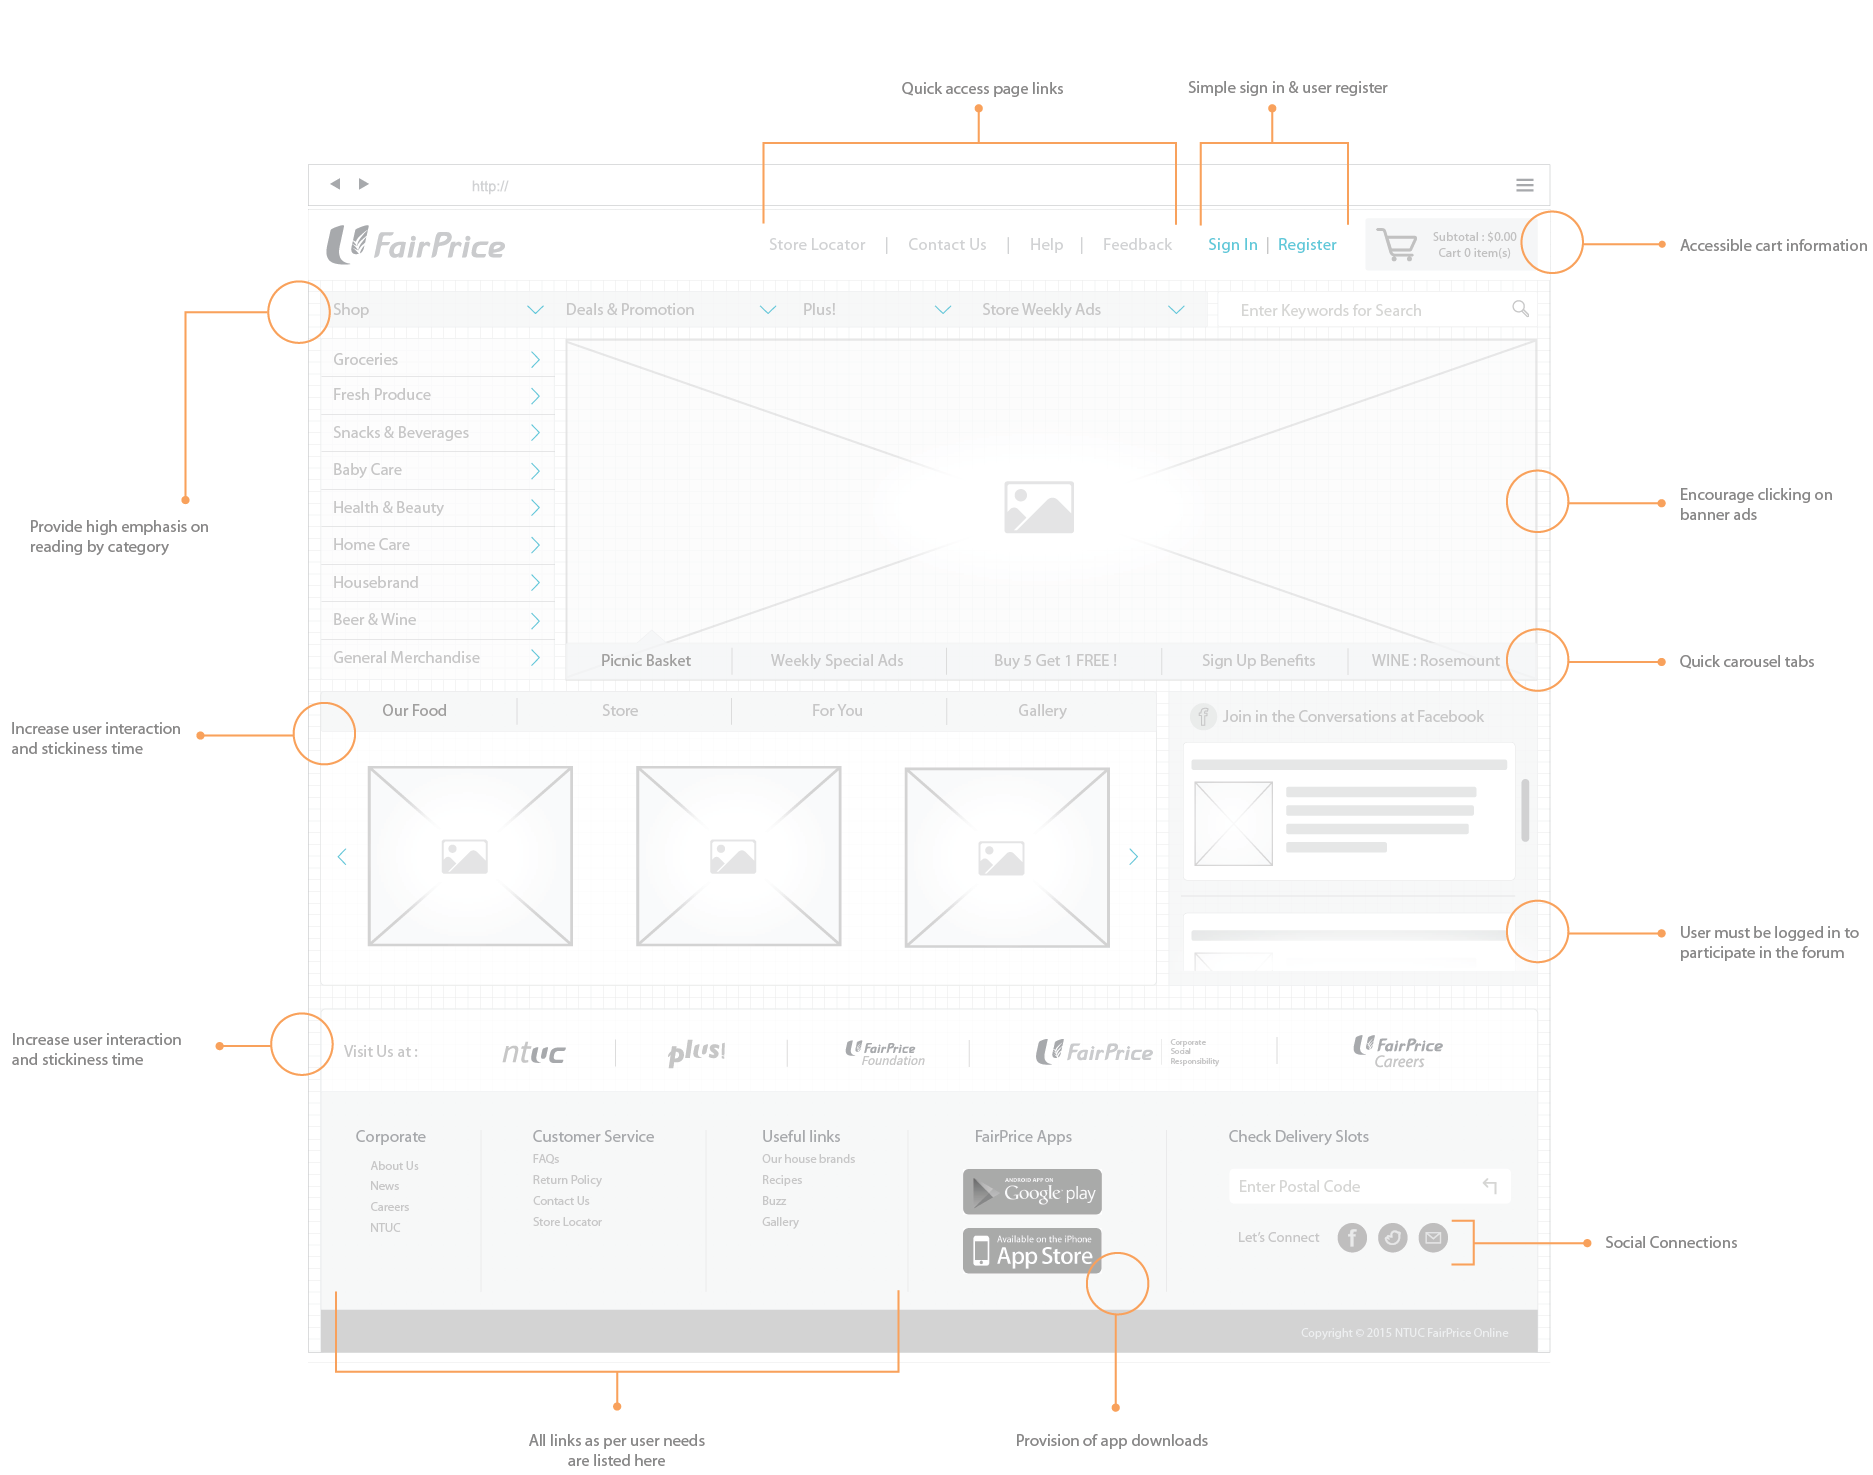 Quick access page links
Simple sign in & user register
http://
FairPrice
Store Locator | Contact Us | Help | Feedback
Sign In | Register
Subtotal : $0.00
Cart 0 item(s)
Accessible cart information
Shop
Deals & Promotion
Plus!
Store Weekly Ads
Enter Keywords for Search
Groceries
Fresh Produce
Snacks & Beverages
Baby Care
Health & Beauty
Home Care
Housebrand
Beer & Wine
General Merchandise
Provide high emphasis on
reading by category
Encourage clicking on
banner ads
Picnic Basket
Weekly Special Ads
Buy 5 Get 1 FREE !
Sign Up Benefits
WINE : Rosemount
Quick carousel tabs
Increase user interaction
and stickiness time
Our Food
Store
For You
Gallery
Join in the Conversations at Facebook
User must be logged in to
participate in the forum
Increase user interaction
and stickiness time
Visit Us at :
ntuc
plus!
FairPrice
Foundation
FairPrice
Corporate
Social
Responsibility
FairPrice
Careers
Corporate
About Us
News
Careers
NTUC
Customer Service
FAQs
Return Policy
Contact Us
Store Locator
Useful links
Our house brands
Recipes
Buzz
Gallery
FairPrice Apps
ANDROID APP ON
Google play
Available on the iPhone
App Store
Check Delivery Slots
Enter Postal Code
Let's Connect
Social Connections
Copyright © 2015 NTUC FairPrice Online
All links as per user needs
are listed here
Provision of app downloads